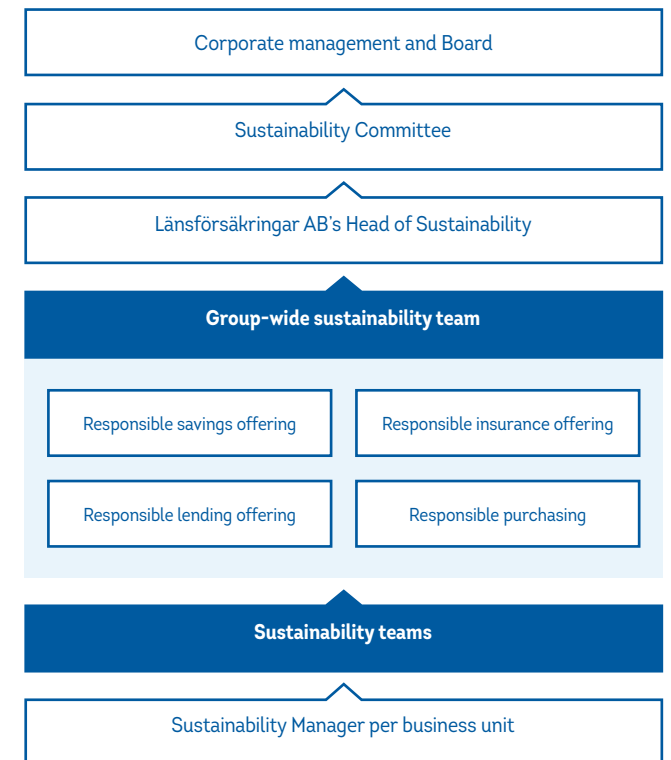 Corporate management and Board
Sustainability Committee
Länsförsäkringar AB's Head of Sustainability
Group-wide sustainability team
Responsible savings offering
Responsible insurance offering
Responsible lending offering
Responsible purchasing
Sustainability teams
Sustainability Manager per business unit